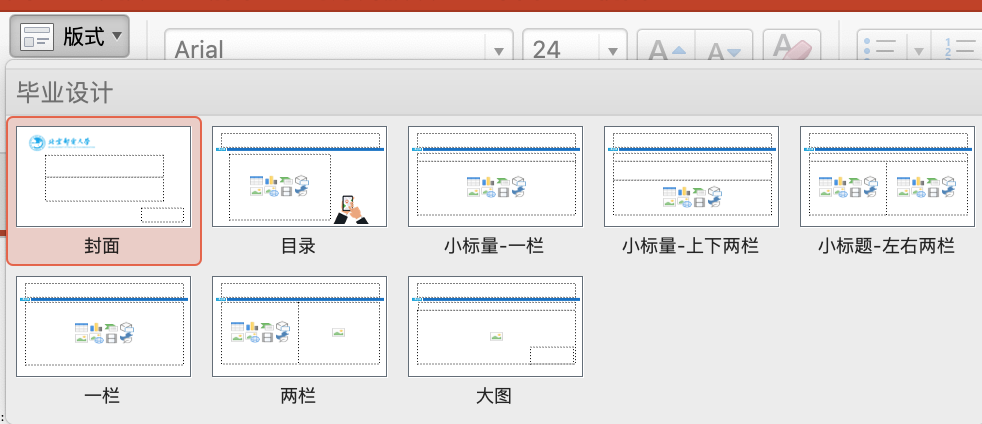 版式
Arial
24
A
A
A
1
2
毕业设计
北京邮电大学
封面
目录
小标量-一栏
小标量-上下两栏
小标题-左右两栏
一栏
两栏
大图